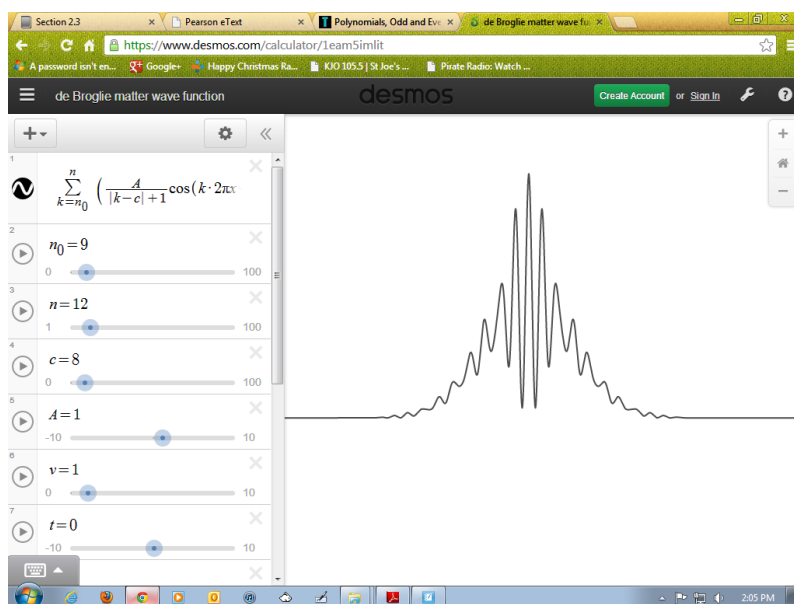 Section 2.3 × Pearson eText × Polynomials, Odd and Eve × de Broglie matter wave fu ×
https://www.desmos.com/calculator/1eam5imlit
A password isn't en... Google+ Happy Christmas Ra... KJO 105.5 | St Joe's ... Pirate Radio: Watch ...
de Broglie matter wave function desmos Create Account or Sign In
+ « +
1
n
∑ ( A / |k−c|+1 cos(k·2πx
k=n₀
−
2
n₀=9
0 100
3
n=12
1 100
4
c=8
0 100
5
A=1
-10 10
6
v=1
0 10
7
t=0
-10 10
2:05 PM